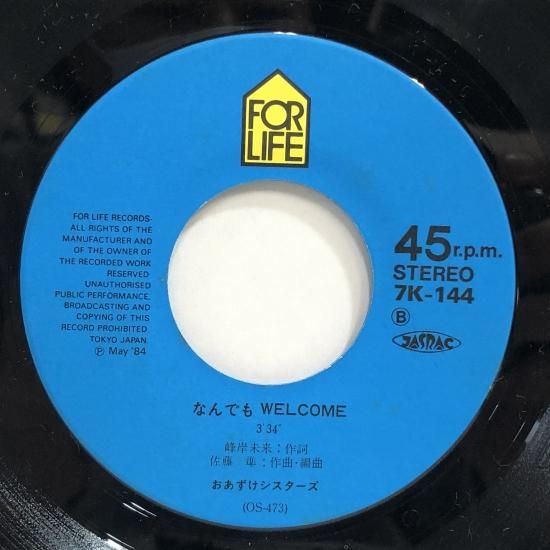 FOR
LIFE
FOR LIFE RECORDS-
ALL RIGHTS OF THE
MANUFACTURER AND
OF THE OWNER OF
THE RECORDED WORK
RESERVED
UNAUTHORISED
PUBLIC PERFORMANCE,
BROADCASTING AND
COPYING OF THIS
RECORD PROHIBITED.
TOKYO JAPAN.
Ⓟ May '84
45r.p.m.
STEREO
7K-144
Ⓑ
JASRAC
なんでも WELCOME
3'34"
峰岸未来:作詞
佐藤 準:作曲・編曲
おあずけシスターズ
(OS-473)